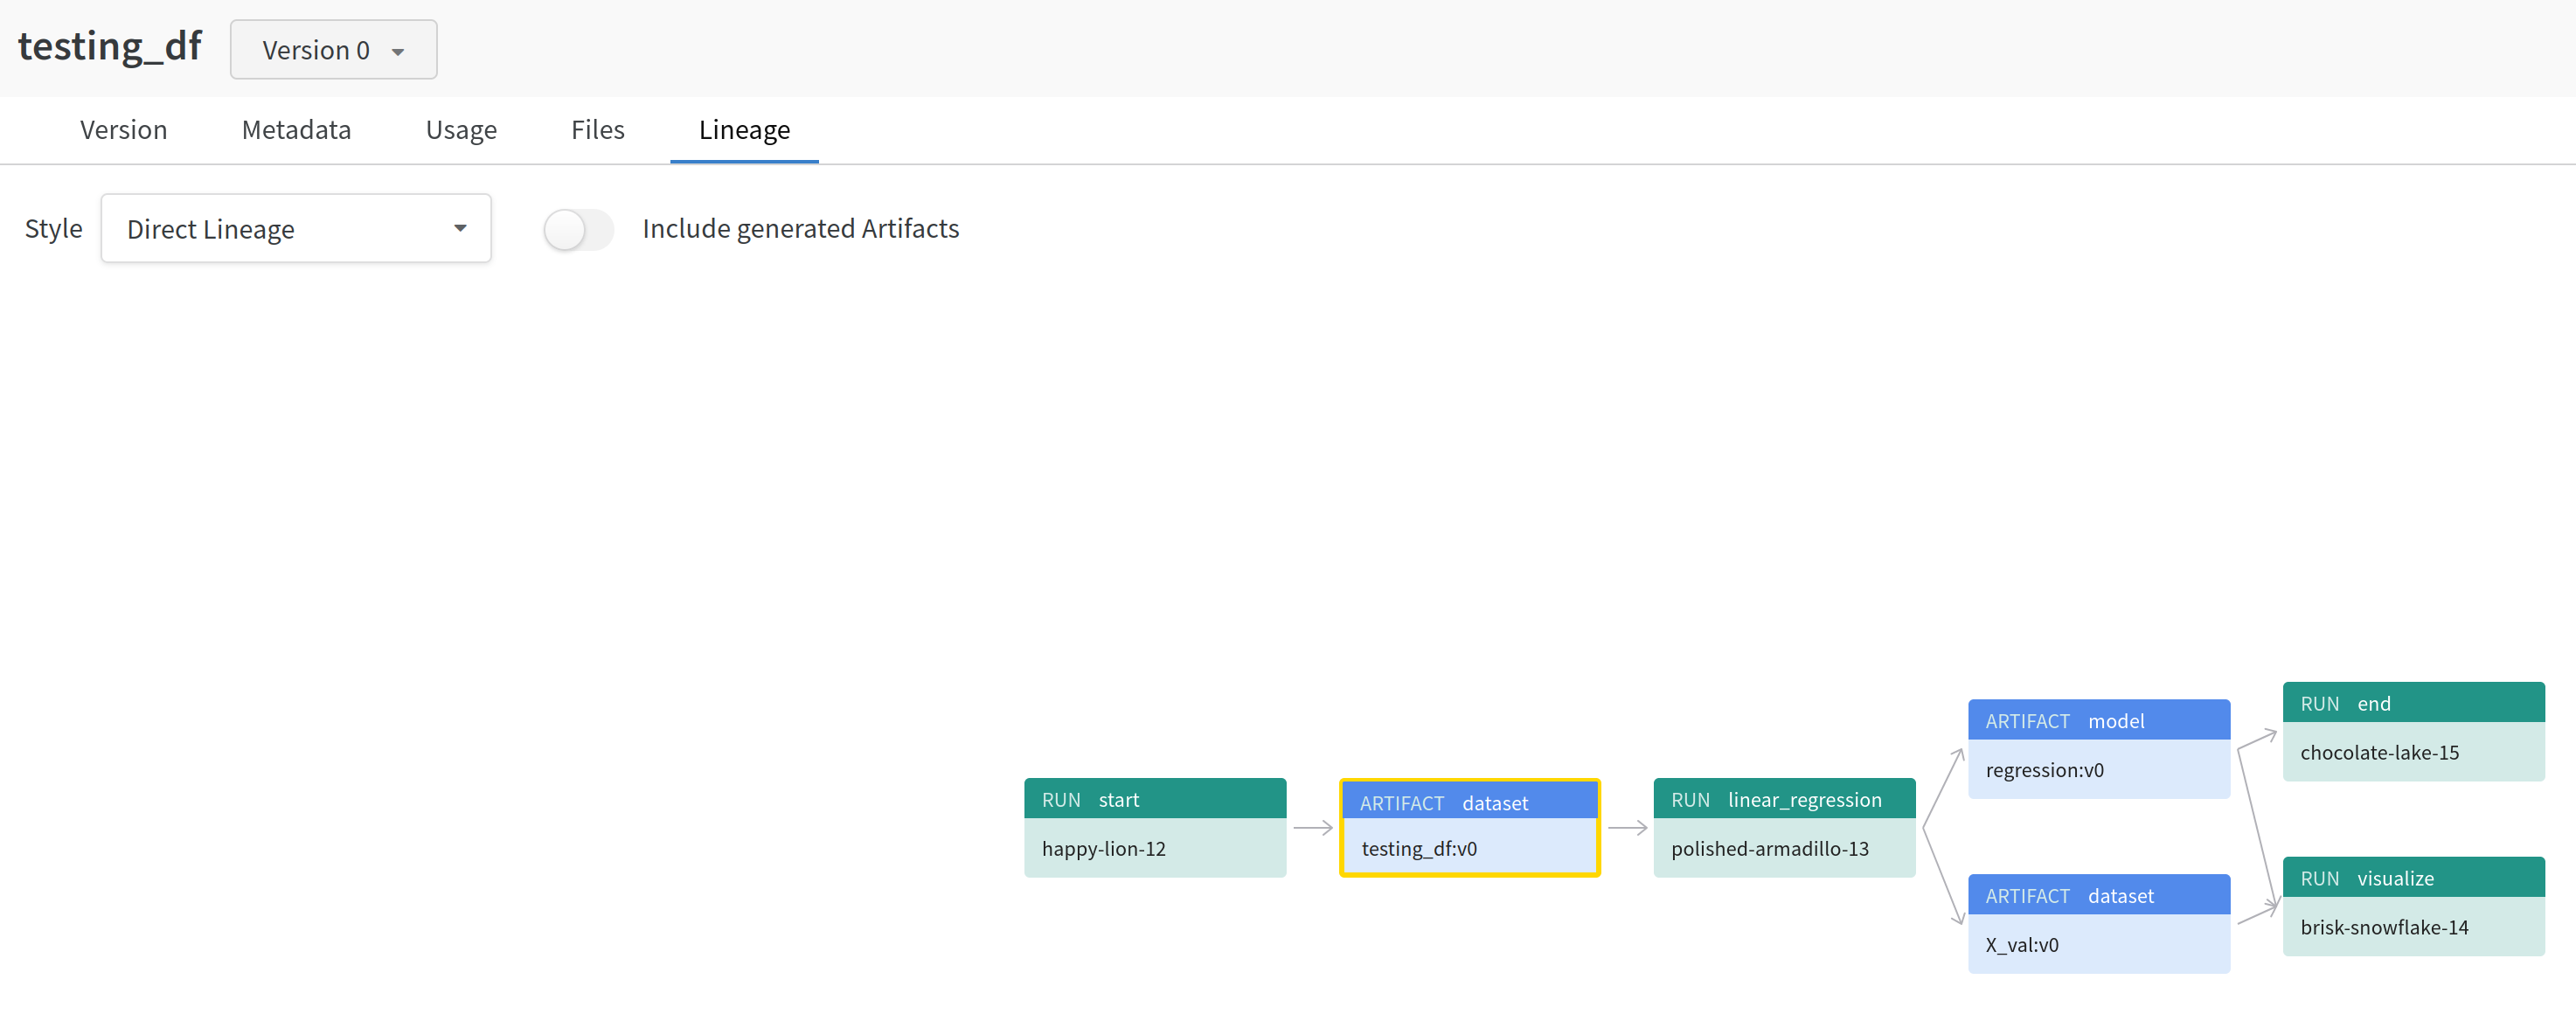 testing_df Version 0
Version Metadata Usage Files Lineage
Style Direct Lineage Include generated Artifacts
RUN start
happy-lion-12
ARTIFACT dataset
testing_df:v0
RUN linear_regression
polished-armadillo-13
ARTIFACT model
regression:v0
ARTIFACT dataset
X_val:v0
RUN end
chocolate-lake-15
RUN visualize
brisk-snowflake-14